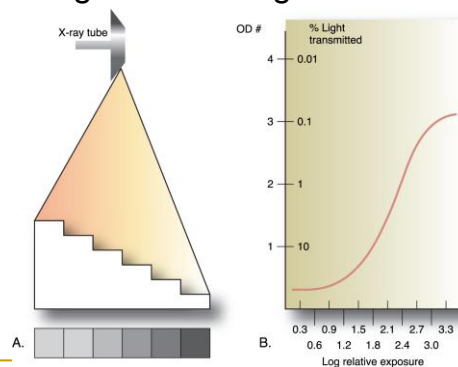 X-ray tube
A.
OD #
% Light
transmitted
4 0.01
3 0.1
2 1
1 10
0.3 0.9 1.5 2.1 2.7 3.3
0.6 1.2 1.8 2.4 3.0
B.
Log relative exposure